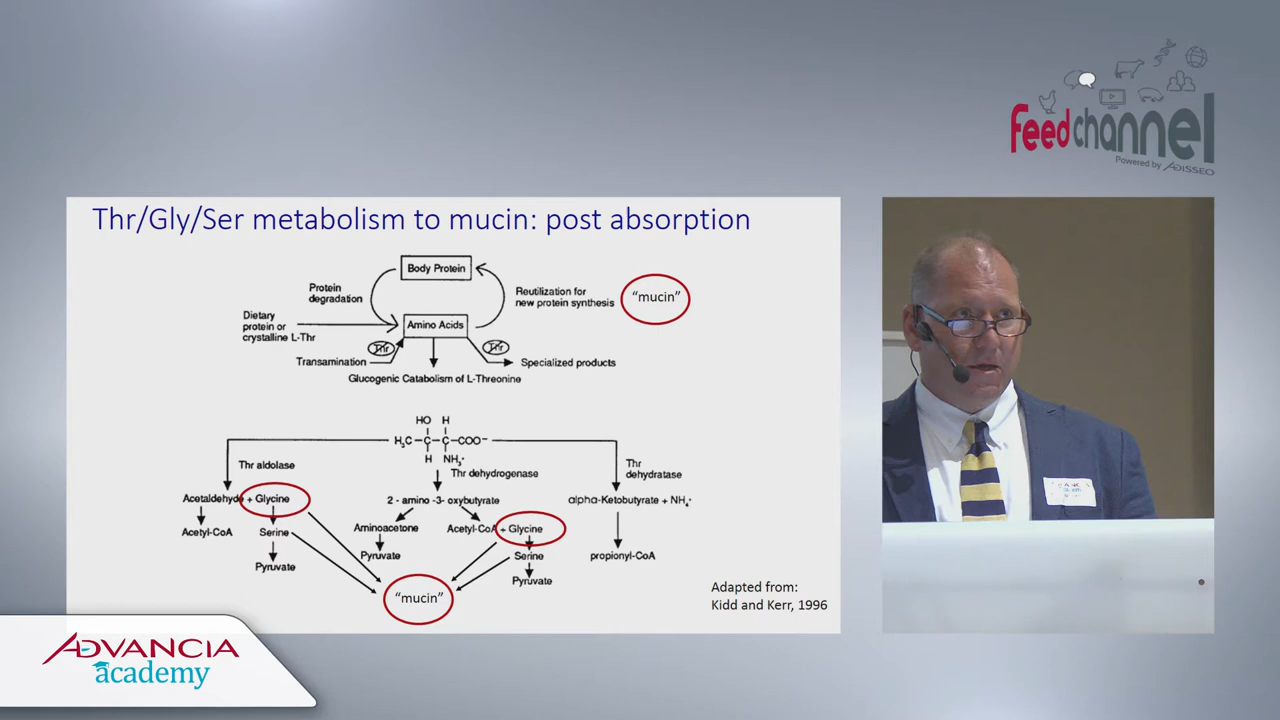 feedchannel
Powered by ADISSEO
Thr/Gly/Ser metabolism to mucin: post absorption
Body Protein
Protein
degradation
Reutilization for
new protein synthesis
"mucin"
Dietary
protein or
crystalline L-Thr
Amino Acids
Thr
Thr
Transamination
Specialized products
Glucogenic Catabolism of L-Threonine
HO H
H₃C-C-C-COO⁻
H NH₃⁺
Thr aldolase
Thr dehydrogenase
Thr
dehydratase
Acetaldehyde + Glycine
2 - amino -3- oxybutyrate
alpha-Ketobutyrate + NH₄⁺
Acetyl-CoA
Serine
Aminoacetone
Acetyl-CoA + Glycine
Pyruvate
Pyruvate
Serine
propionyl-CoA
Pyruvate
"mucin"
Adapted from:
Kidd and Kerr, 1996
ADVANCIA
academy